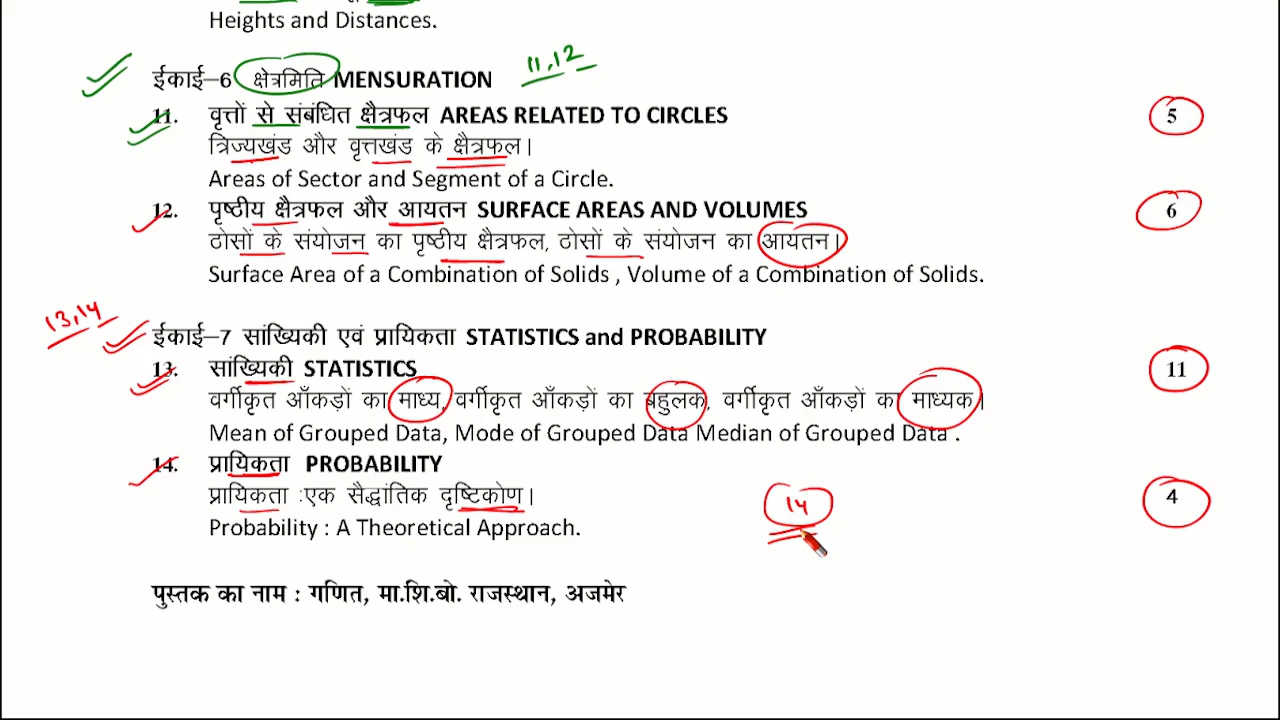 Heights and Distances.
ईकाई–6 क्षेत्रमिति MENSURATION 11,12
11. वृत्तों से संबंधित क्षैत्रफल AREAS RELATED TO CIRCLES 5
त्रिज्यखंड और वृत्तखंड के क्षैत्रफल।
Areas of Sector and Segment of a Circle.
12. पृष्ठीय क्षैत्रफल और आयतन SURFACE AREAS AND VOLUMES 6
ठोसों के संयोजन का पृष्ठीय क्षैत्रफल, ठोसों के संयोजन का आयतन।
Surface Area of a Combination of Solids , Volume of a Combination of Solids.
13,14
ईकाई–7 सांख्यिकी एवं प्रायिकता STATISTICS and PROBABILITY
13. सांख्यिकी STATISTICS 11
वर्गीकृत आँकड़ों का माध्य, वर्गीकृत आँकड़ों का बहुलक, वर्गीकृत आँकड़ों का माध्यक।
Mean of Grouped Data, Mode of Grouped Data Median of Grouped Data .
14. प्रायिकता PROBABILITY 4
प्रायिकता :एक सैद्धांतिक दृष्टिकोण।
14
Probability : A Theoretical Approach.
पुस्तक का नाम : गणित, मा.शि.बो. राजस्थान, अजमेर